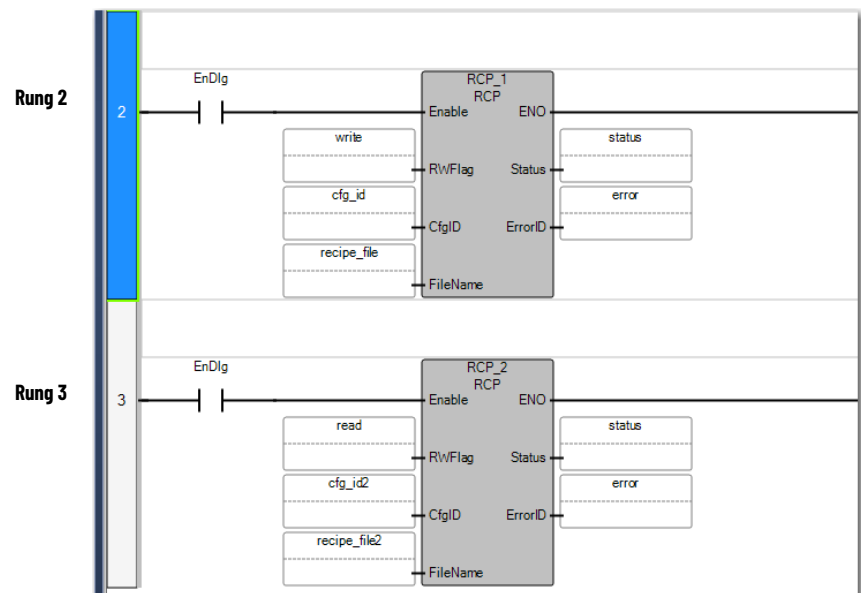 Rung 2
2
EnDlg
RCP_1
RCP
Enable ENO
write
RWFlag Status
status
cfg_id
CfgID ErrorID
error
recipe_file
FileName
Rung 3
3
EnDlg
RCP_2
RCP
Enable ENO
read
RWFlag Status
status
cfg_id2
CfgID ErrorID
error
recipe_file2
FileName